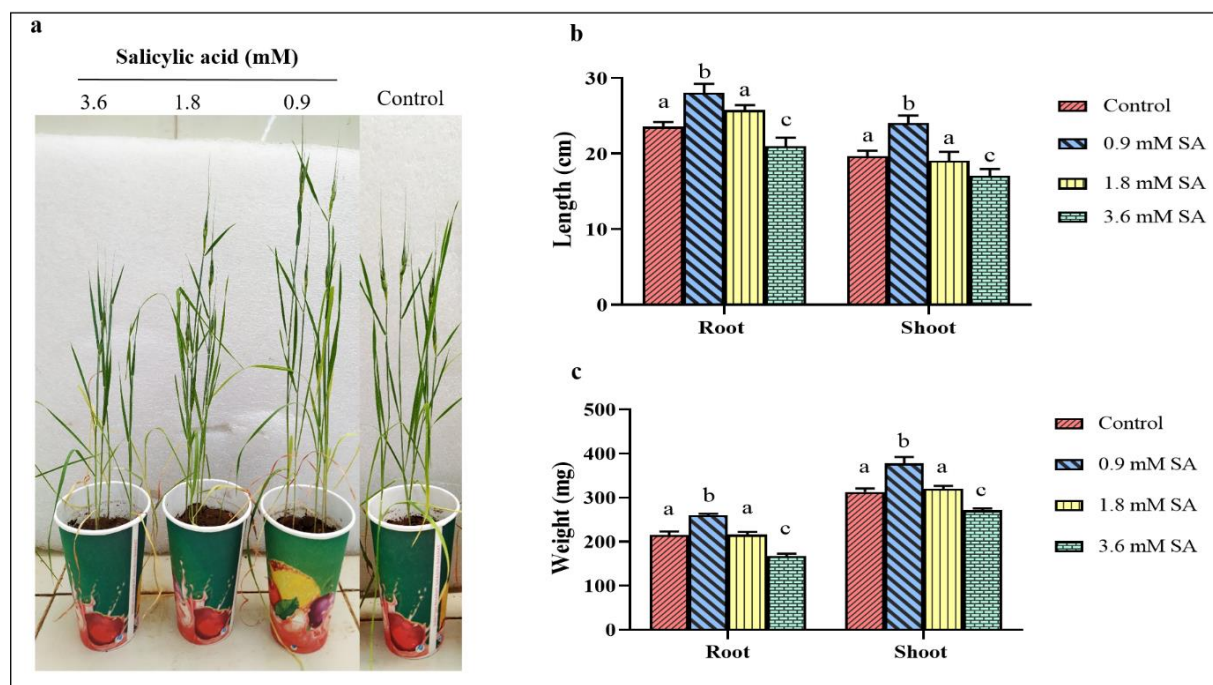 a
Salicylic acid (mM)
3.6 1.8 0.9 Control
b
Length (cm)
30
20
10
0
a b a c a b a c
Root Shoot
Control
0.9 mM SA
1.8 mM SA
3.6 mM SA
c
Weight (mg)
500
400
300
200
100
0
a b a c a b a c
Root Shoot
Control
0.9 mM SA
1.8 mM SA
3.6 mM SA